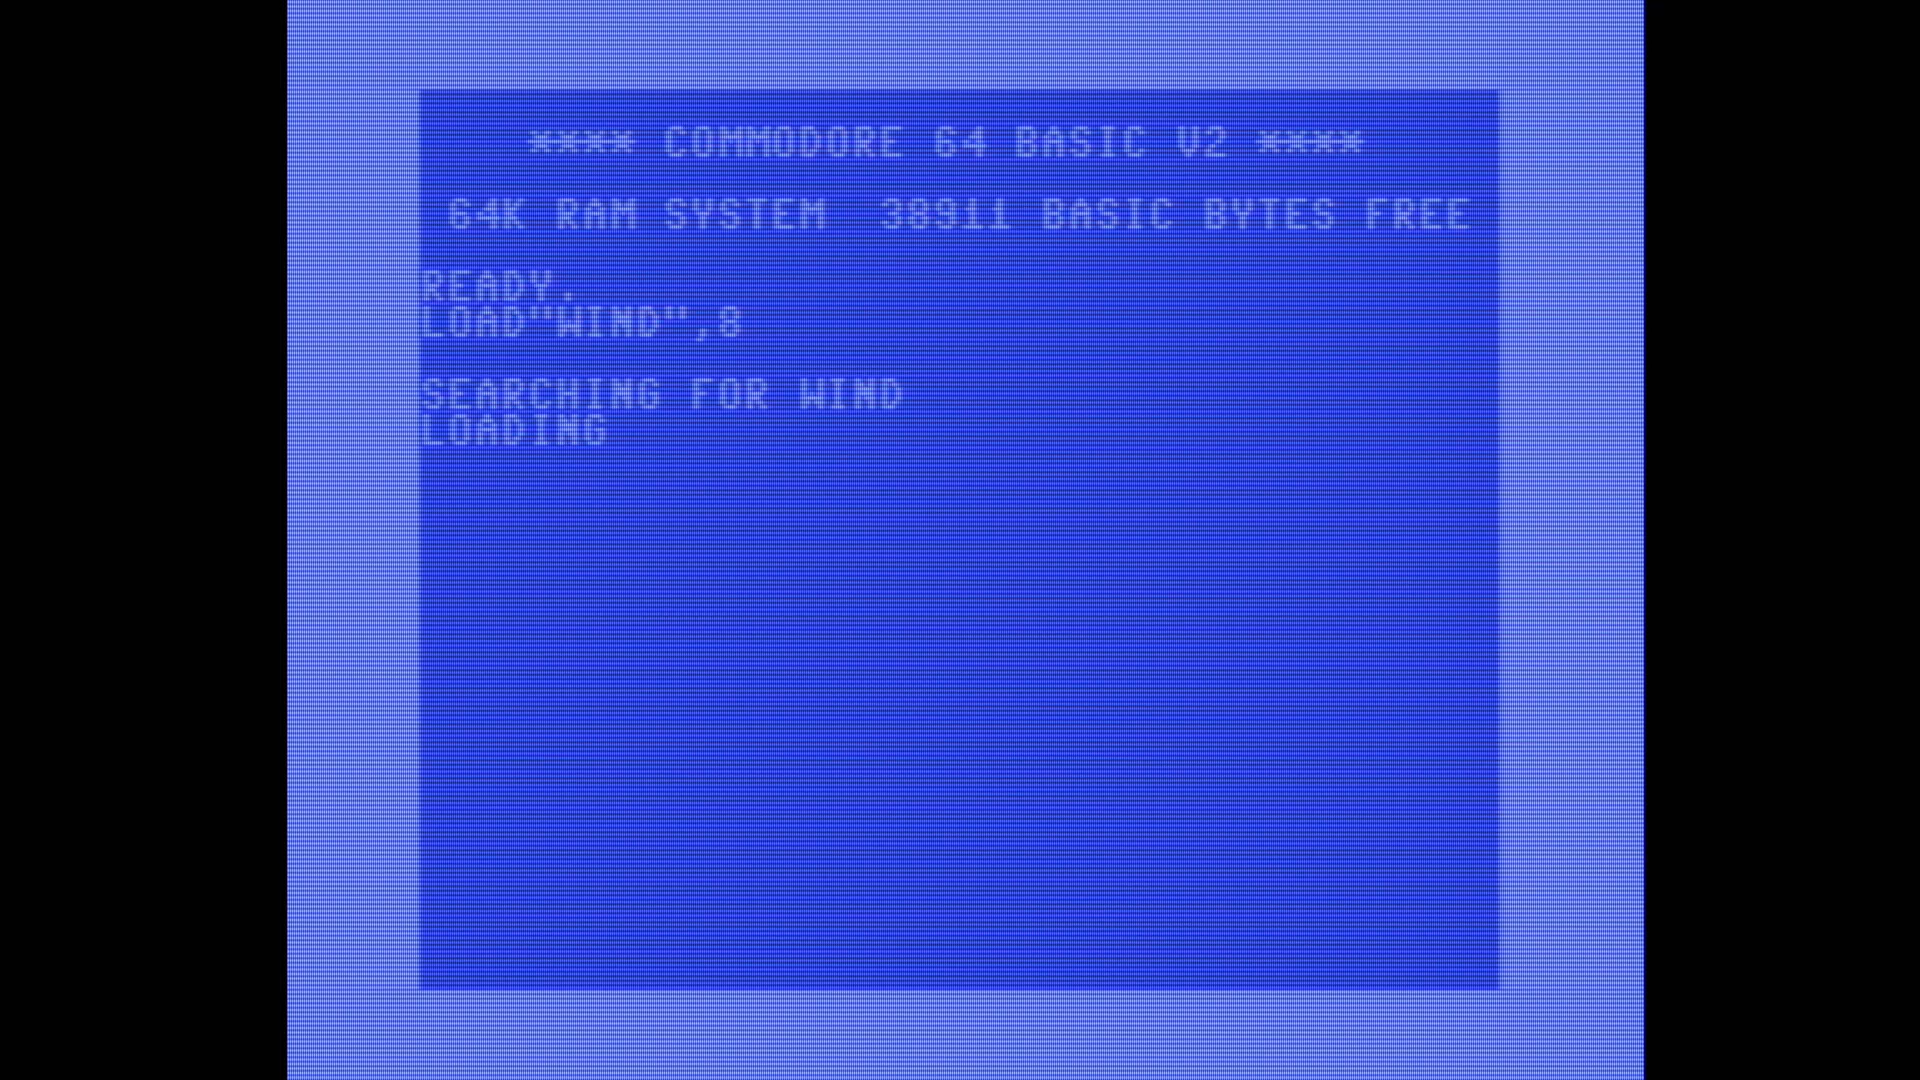 **** COMMODORE 64 BASIC V2 ****
64K RAM SYSTEM  38911 BASIC BYTES FREE
READY.
LOAD"WIND",8
SEARCHING FOR WIND
LOADING